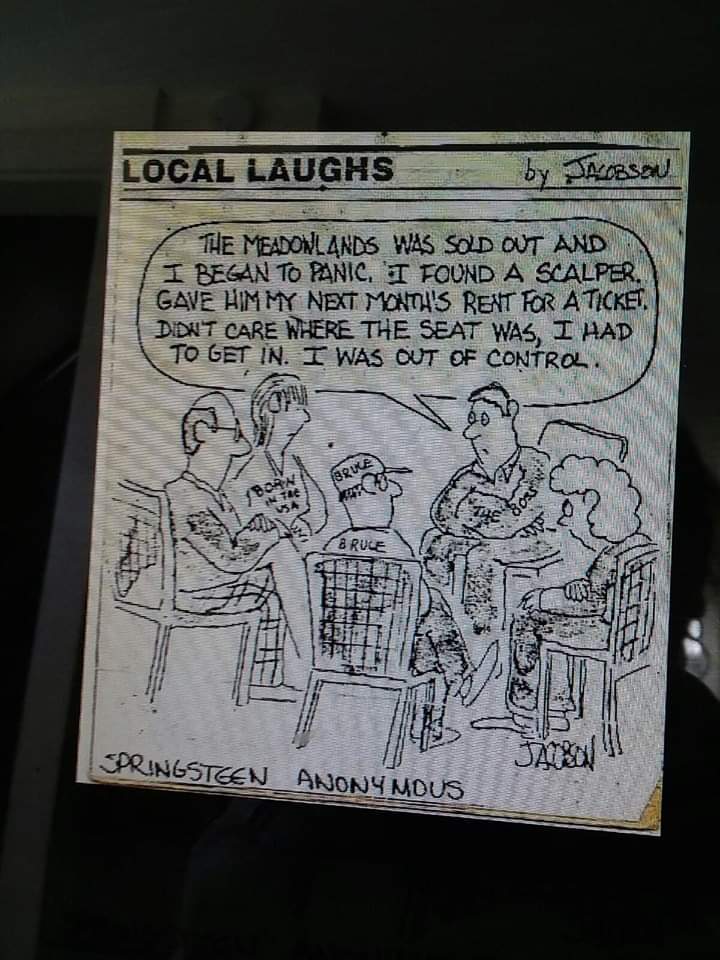 LOCAL LAUGHS by JACOBSON
THE MEADOWLANDS WAS SOLD OUT AND
I BEGAN TO PANIC. I FOUND A SCALPER.
GAVE HIM MY NEXT MONTH'S RENT FOR A TICKET.
DIDN'T CARE WHERE THE SEAT WAS, I HAD
TO GET IN. I WAS OUT OF CONTROL.
BORN
IN THE
USA
BRUCE
BRUCE
THE BOSS
JACOBSON
SPRINGSTEEN ANONYMOUS